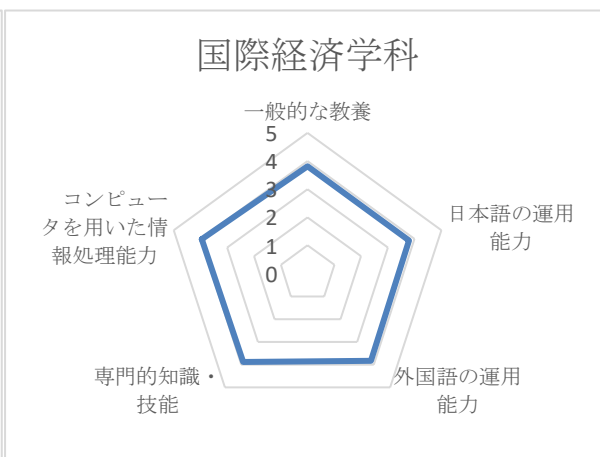 国際経済学科
一般的な教養
5
4
3
2
1
0
日本語の運用
能力
外国語の運用
能力
専門的知識・
技能
コンピュー
タを用いた情
報処理能力